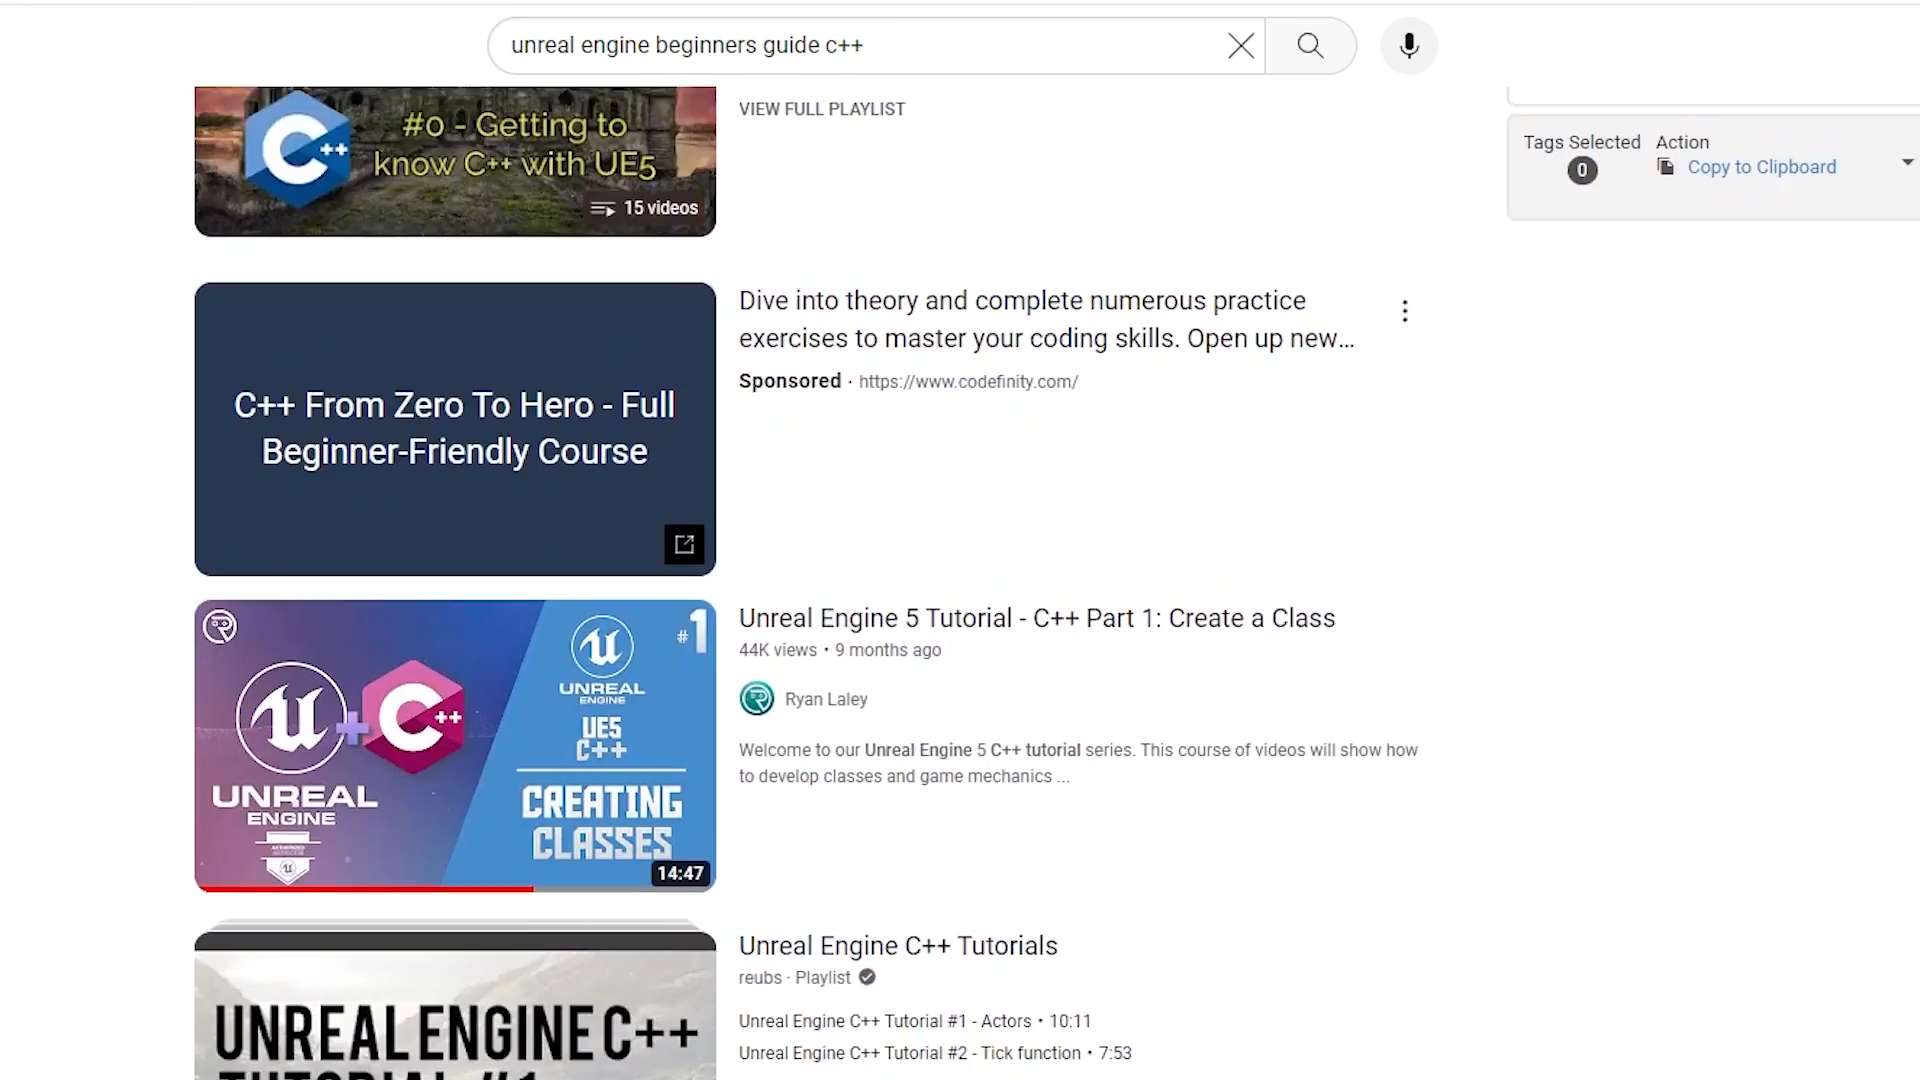 unreal engine beginners guide c++
#0 - Getting to
know C++ with UE5
15 videos
VIEW FULL PLAYLIST
Tags Selected
0
Action
Copy to Clipboard
C++ From Zero To Hero - Full
Beginner-Friendly Course
Dive into theory and complete numerous practice
exercises to master your coding skills. Open up new...
Sponsored · https://www.codefinity.com/
#1
UNREAL
ENGINE
C++
UNREAL
ENGINE
UE5
C++
CREATING
CLASSES
14:47
Unreal Engine 5 Tutorial - C++ Part 1: Create a Class
44K views • 9 months ago
Ryan Laley
Welcome to our Unreal Engine 5 C++ tutorial series. This course of videos will show how
to develop classes and game mechanics ...
UNREAL ENGINE C++
TUTORIAL #1
Unreal Engine C++ Tutorials
reubs · Playlist
Unreal Engine C++ Tutorial #1 - Actors • 10:11
Unreal Engine C++ Tutorial #2 - Tick function • 7:53